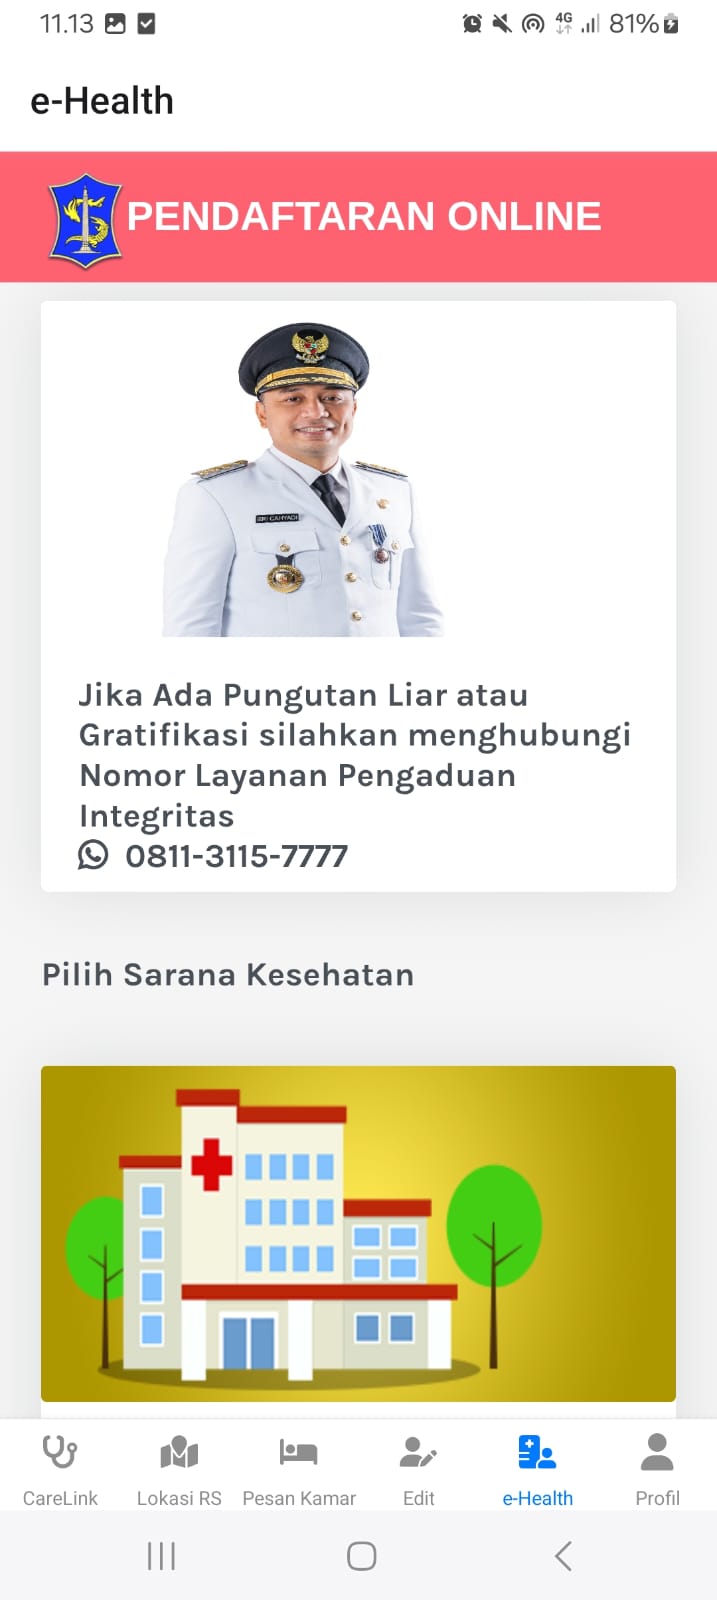 11.13
4G
81%
e-Health
PENDAFTARAN ONLINE
ERI CAHYADI
Jika Ada Pungutan Liar atau
Gratifikasi silahkan menghubungi
Nomor Layanan Pengaduan
Integritas
0811-3115-7777
Pilih Sarana Kesehatan
CareLink
Lokasi RS
Pesan Kamar
Edit
e-Health
Profil